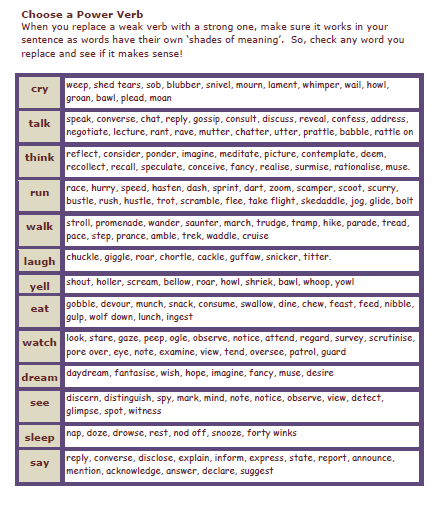 Choose a Power Verb
When you replace a weak verb with a strong one, make sure it works in your
sentence as words have their own ‘shades of meaning’.  So, check any word you
replace and see if it makes sense!
cry
weep, shed tears, sob, blubber, snivel, mourn, lament, whimper, wail, howl,
groan, bawl, plead, moan
talk
speak, converse, chat, reply, gossip, consult, discuss, reveal, confess, address,
negotiate, lecture, rant, rave, mutter, chatter, utter, prattle, babble, rattle on
think
reflect, consider, ponder, imagine, meditate, picture, contemplate, deem,
recollect, recall, speculate, conceive, fancy, realise, surmise, rationalise, muse.
run
race, hurry, speed, hasten, dash, sprint, dart, zoom, scamper, scoot, scurry,
bustle, rush, hustle, trot, scramble, flee, take flight, skedaddle, jog, glide, bolt
walk
stroll, promenade, wander, saunter, march, trudge, tramp, hike, parade, tread,
pace, step, prance, amble, trek, waddle, cruise
laugh
chuckle, giggle, roar, chortle, cackle, guffaw, snicker, titter.
yell
shout, holler, scream, bellow, roar, howl, shriek, bawl, whoop, yowl
eat
gobble, devour, munch, snack, consume, swallow, dine, chew, feast, feed, nibble,
gulp, wolf down, lunch, ingest
watch
look, stare, gaze, peep, ogle, observe, notice, attend, regard, survey, scrutinise,
pore over, eye, note, examine, view, tend, oversee, patrol, guard
dream
daydream, fantasise, wish, hope, imagine, fancy, muse, desire
see
discern, distinguish, spy, mark, mind, note, notice, observe, view, detect,
glimpse, spot, witness
sleep
nap, doze, drowse, rest, nod off, snooze, forty winks
say
reply, converse, disclose, explain, inform, express, state, report, announce,
mention, acknowledge, answer, declare, suggest